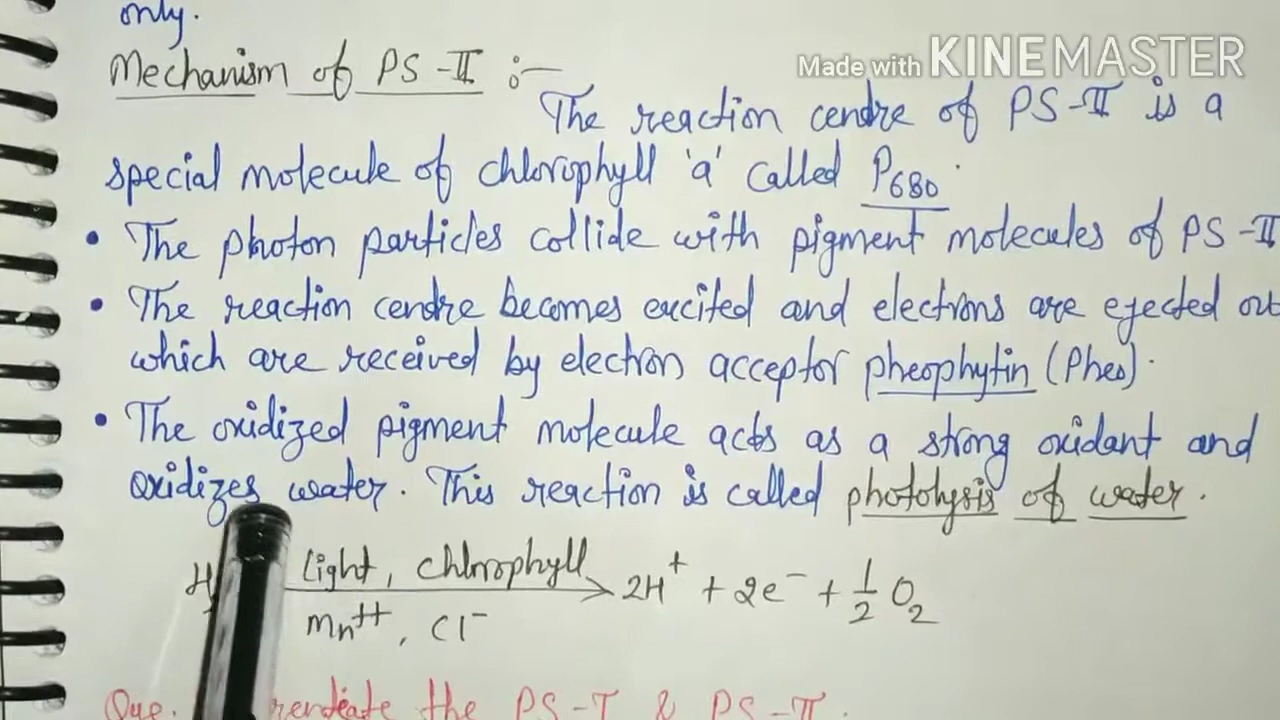 only.
Made with KINEMASTER
Mechanism of PS-II :-
The reaction centre of PS-II is a
special molecule of chlorophyll 'a' called P680.
• The photon particles collide with pigment molecules of PS-II
• The reaction centre becomes excited and electrons are ejected
which are received by electron acceptor pheophytin (Pheo).
• The oxidized pigment molecule acts as a strong oxidant and
oxidizes water. This reaction is called photolysis of water.
light, chlorophyll
2H+ + 2e- + 1/2 O2
Mn++, Cl-
Que. the PS-I & PS-II.